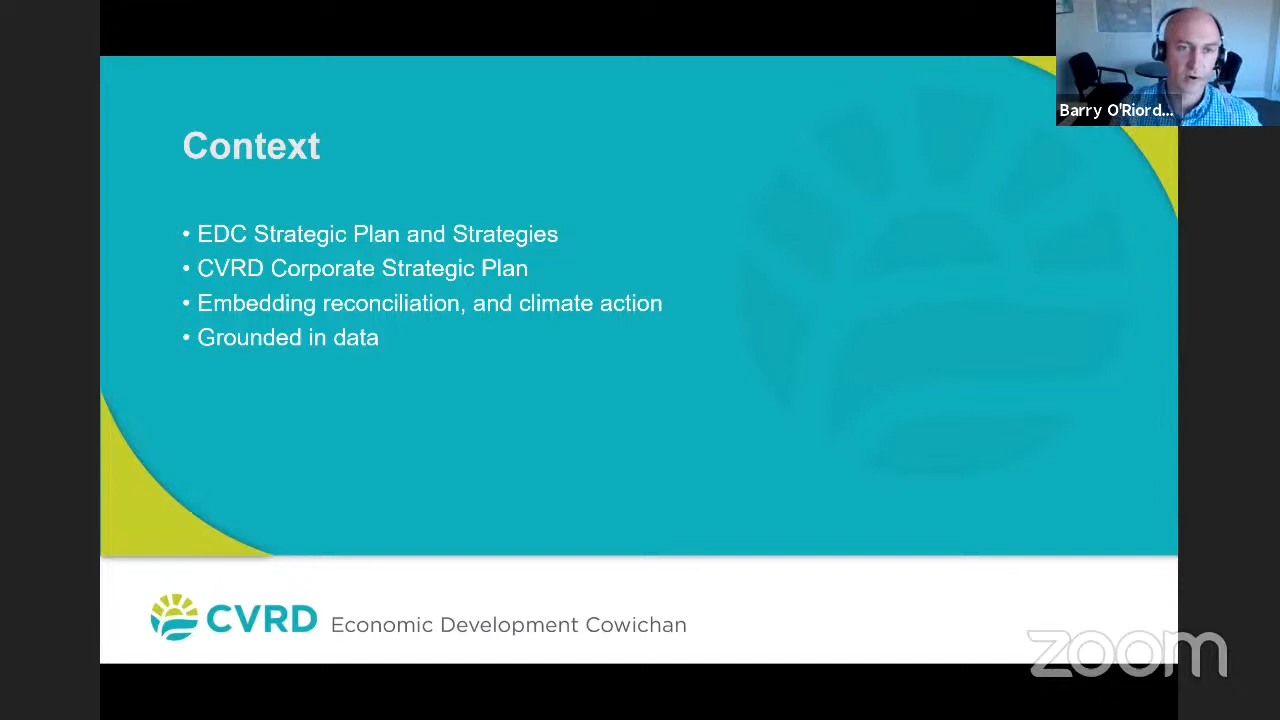 Barry O'Riord...
Context
• EDC Strategic Plan and Strategies
• CVRD Corporate Strategic Plan
• Embedding reconciliation, and climate action
• Grounded in data
CVRD Economic Development Cowichan
zoom